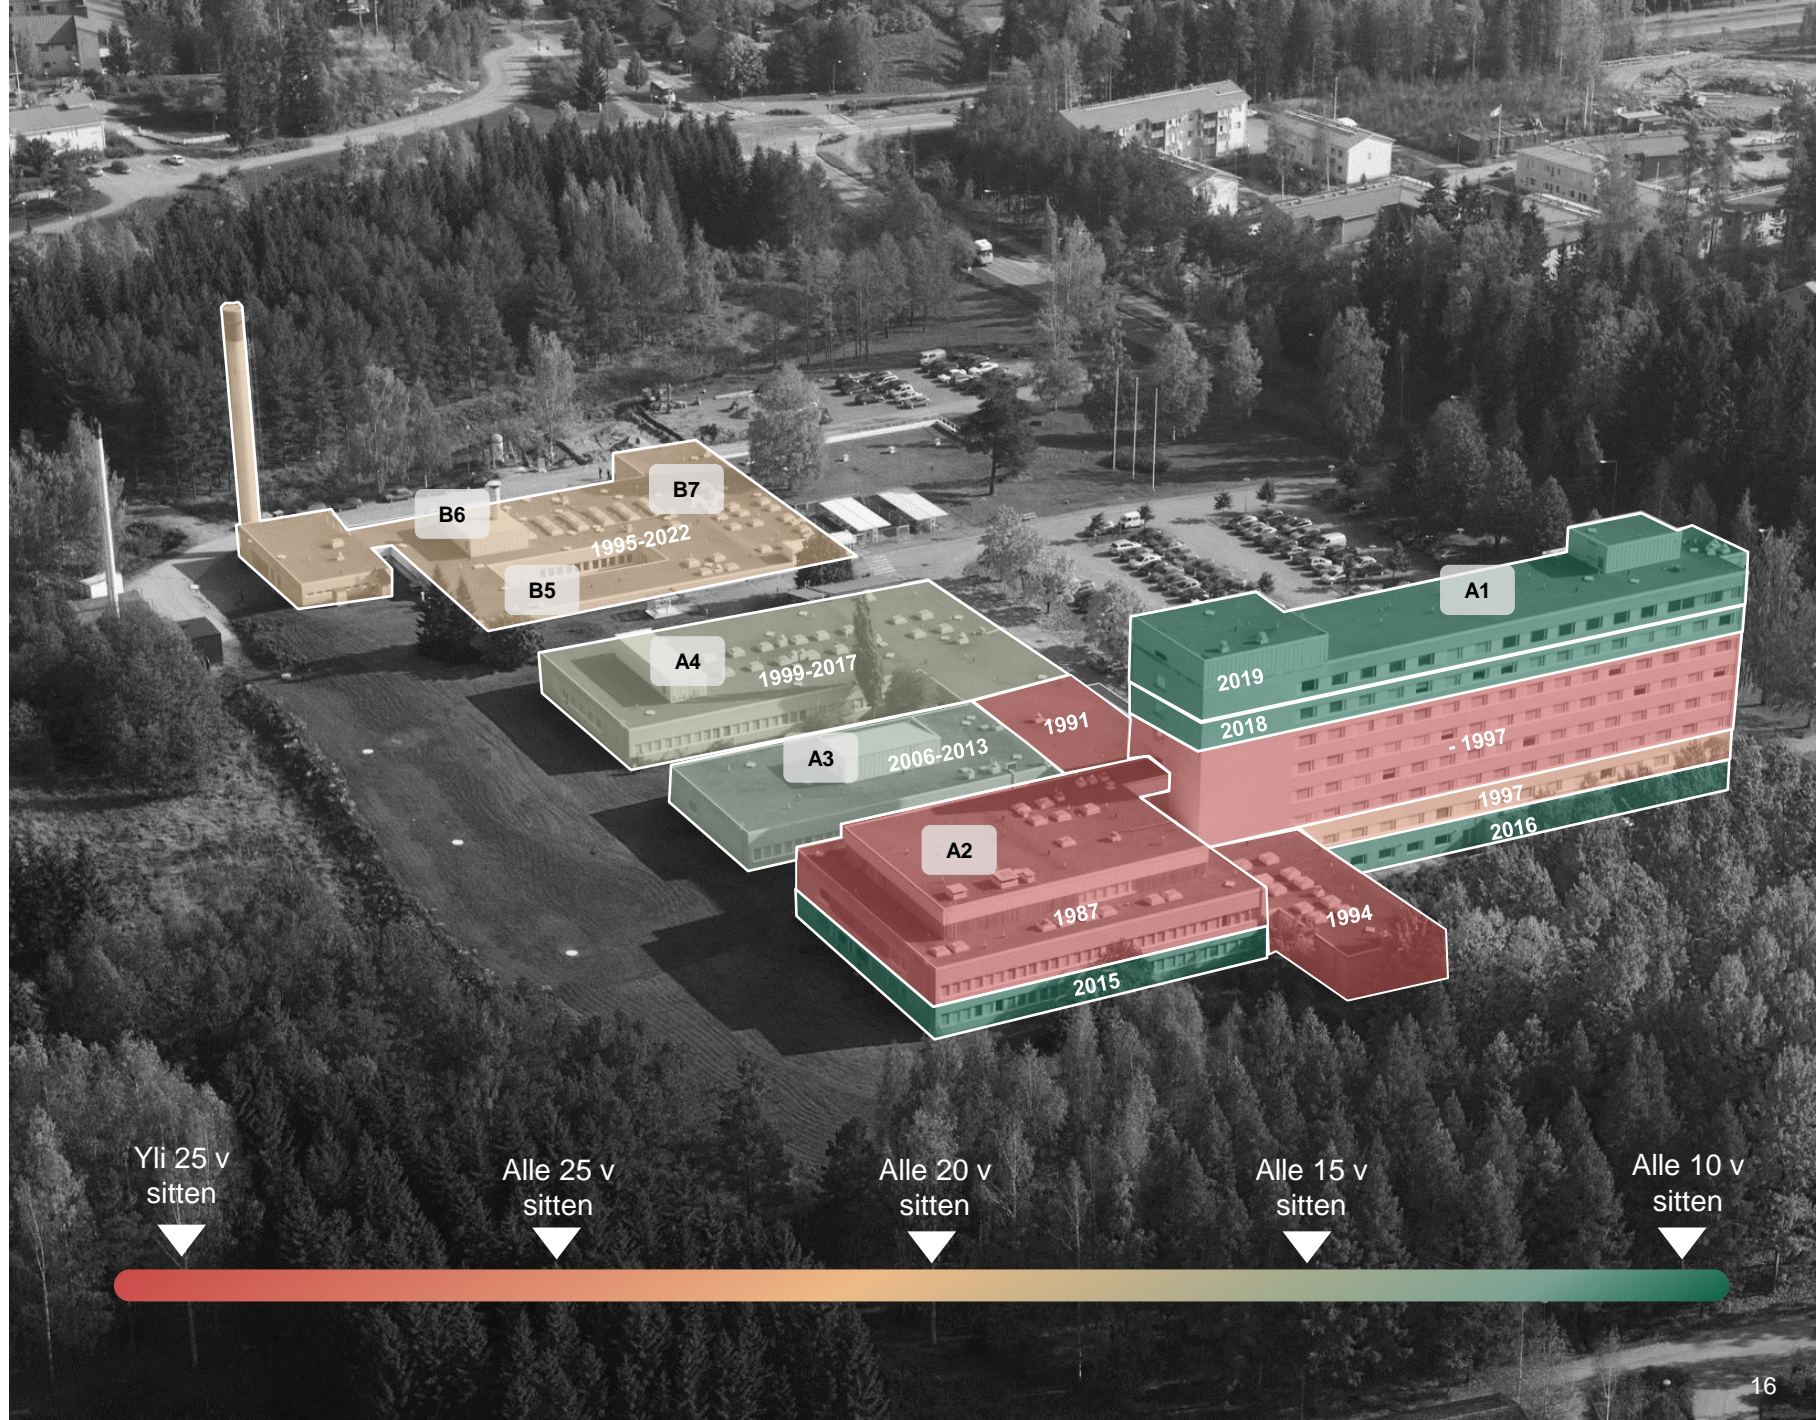 B7
B6
1995-2022
B5
A1
A4
1999-2017
2019
1991
2018
A3
2006-2013
- 1997
1997
2016
A2
1987
1994
2015
Yli 25 v
sitten
Alle 25 v
sitten
Alle 20 v
sitten
Alle 15 v
sitten
Alle 10 v
sitten
16